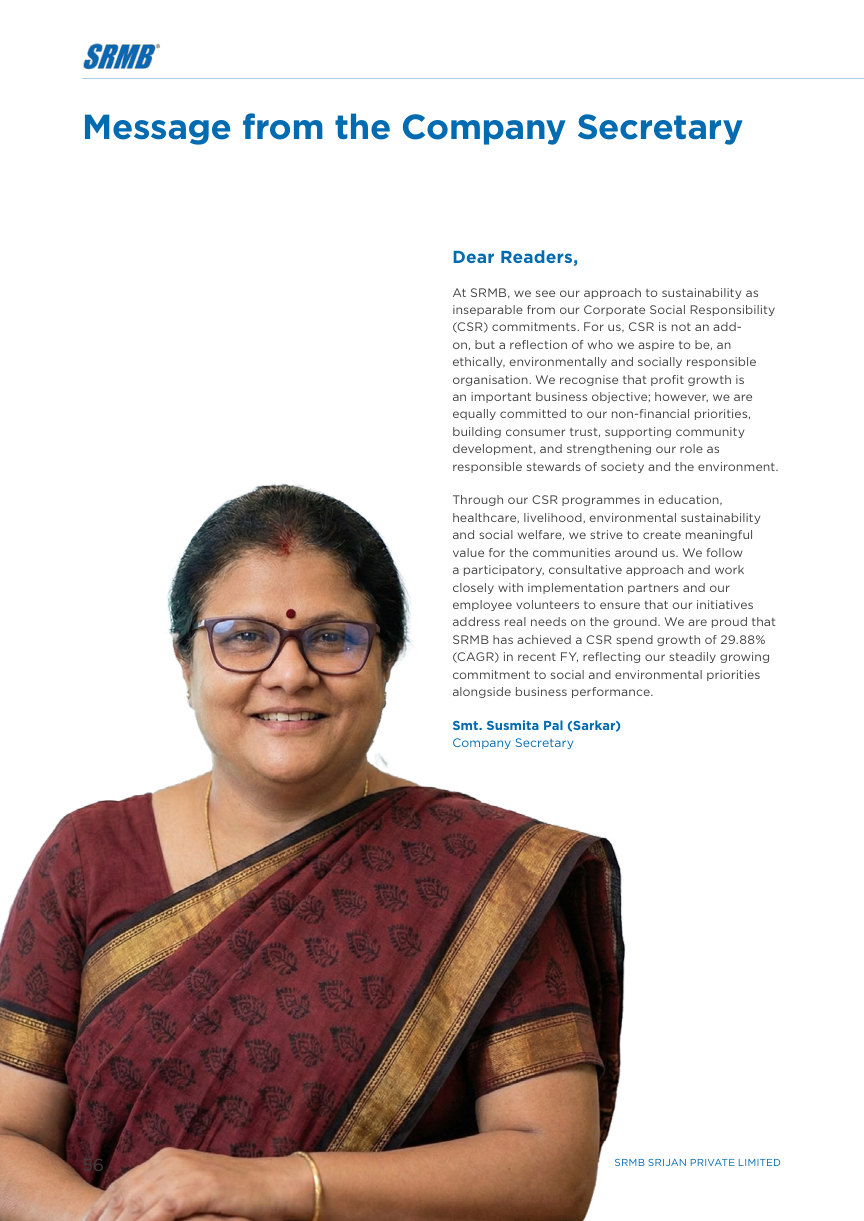 SRMB®
Message from the Company Secretary
Dear Readers,
At SRMB, we see our approach to sustainability as
inseparable from our Corporate Social Responsibility
(CSR) commitments. For us, CSR is not an add-
on, but a reflection of who we aspire to be, an
ethically, environmentally and socially responsible
organisation. We recognise that profit growth is
an important business objective; however, we are
equally committed to our non-financial priorities,
building consumer trust, supporting community
development, and strengthening our role as
responsible stewards of society and the environment.
Through our CSR programmes in education,
healthcare, livelihood, environmental sustainability
and social welfare, we strive to create meaningful
value for the communities around us. We follow
a participatory, consultative approach and work
closely with implementation partners and our
employee volunteers to ensure that our initiatives
address real needs on the ground. We are proud that
SRMB has achieved a CSR spend growth of 29.88%
(CAGR) in recent FY, reflecting our steadily growing
commitment to social and environmental priorities
alongside business performance.
Smt. Susmita Pal (Sarkar)
Company Secretary
SRMB SRIJAN PRIVATE LIMITED